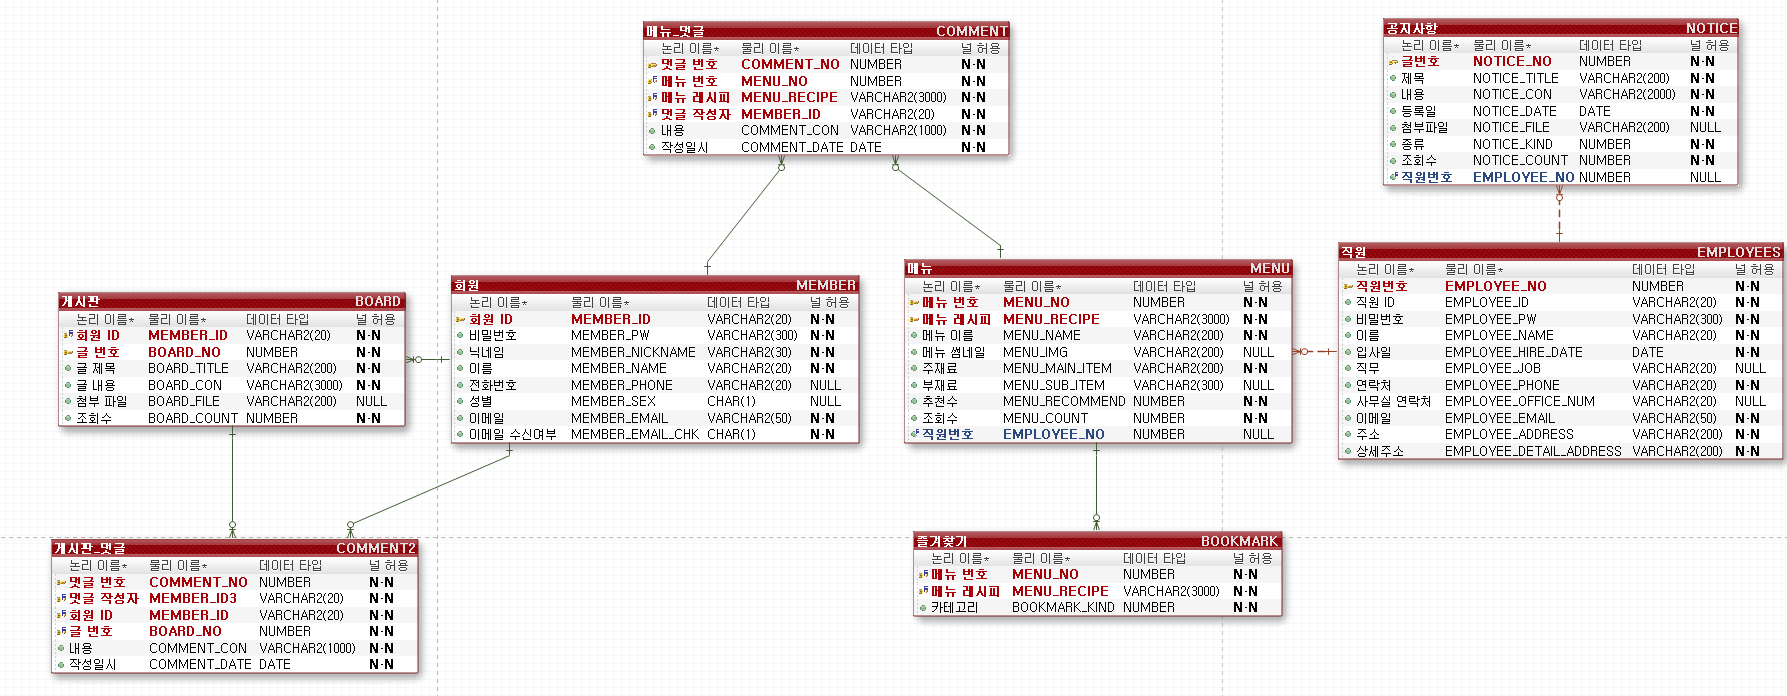 메뉴_댓글 COMMENT
논리 이름* 물리 이름* 데이터 타입 널 허용
댓글 번호 COMMENT_NO NUMBER N·N
메뉴 번호 MENU_NO NUMBER N·N
메뉴 레시피 MENU_RECIPE VARCHAR2(3000) N·N
댓글 작성자 MEMBER_ID VARCHAR2(20) N·N
내용 COMMENT_CON VARCHAR2(1000) N·N
작성일시 COMMENT_DATE DATE N·N
공지사항 NOTICE
논리 이름* 물리 이름* 데이터 타입 널 허용
글번호 NOTICE_NO NUMBER N·N
제목 NOTICE_TITLE VARCHAR2(200) N·N
내용 NOTICE_CON VARCHAR2(2000) N·N
등록일 NOTICE_DATE DATE N·N
첨부파일 NOTICE_FILE VARCHAR2(200) NULL
종류 NOTICE_KIND NUMBER N·N
조회수 NOTICE_COUNT NUMBER N·N
직원번호 EMPLOYEE_NO NUMBER NULL
게시판 BOARD
논리 이름* 물리 이름* 데이터 타입 널 허용
회원 ID MEMBER_ID VARCHAR2(20) N·N
글 번호 BOARD_NO NUMBER N·N
글 제목 BOARD_TITLE VARCHAR2(200) N·N
글 내용 BOARD_CON VARCHAR2(3000) N·N
첨부 파일 BOARD_FILE VARCHAR2(200) NULL
조회수 BOARD_COUNT NUMBER N·N
회원 MEMBER
논리 이름* 물리 이름* 데이터 타입 널 허용
회원 ID MEMBER_ID VARCHAR2(20) N·N
비밀번호 MEMBER_PW VARCHAR2(300) N·N
닉네임 MEMBER_NICKNAME VARCHAR2(30) N·N
이름 MEMBER_NAME VARCHAR2(20) N·N
전화번호 MEMBER_PHONE VARCHAR2(20) NULL
성별 MEMBER_SEX CHAR(1) NULL
이메일 MEMBER_EMAIL VARCHAR2(50) N·N
이메일 수신여부 MEMBER_EMAIL_CHK CHAR(1) N·N
메뉴 MENU
논리 이름* 물리 이름* 데이터 타입 널 허용
메뉴 번호 MENU_NO NUMBER N·N
메뉴 레시피 MENU_RECIPE VARCHAR2(3000) N·N
메뉴 이름 MENU_NAME VARCHAR2(20) N·N
메뉴 썸네일 MENU_IMG VARCHAR2(200) NULL
주재료 MENU_MAIN_ITEM VARCHAR2(200) N·N
부재료 MENU_SUB_ITEM VARCHAR2(300) NULL
추천수 MENU_RECOMMEND NUMBER N·N
조회수 MENU_COUNT NUMBER N·N
직원번호 EMPLOYEE_NO NUMBER NULL
직원 EMPLOYEES
논리 이름* 물리 이름* 데이터 타입 널 허용
직원번호 EMPLOYEE_NO NUMBER N·N
직원 ID EMPLOYEE_ID VARCHAR2(20) N·N
비밀번호 EMPLOYEE_PW VARCHAR2(300) N·N
이름 EMPLOYEE_NAME VARCHAR2(20) N·N
입사일 EMPLOYEE_HIRE_DATE DATE N·N
직무 EMPLOYEE_JOB VARCHAR2(20) NULL
연락처 EMPLOYEE_PHONE VARCHAR2(20) N·N
사무실 연락처 EMPLOYEE_OFFICE_NUM VARCHAR2(20) NULL
이메일 EMPLOYEE_EMAIL VARCHAR2(50) N·N
주소 EMPLOYEE_ADDRESS VARCHAR2(200) N·N
상세주소 EMPLOYEE_DETAIL_ADDRESS VARCHAR2(200) N·N
게시판_댓글 COMMENT2
논리 이름* 물리 이름* 데이터 타입 널 허용
댓글 번호 COMMENT_NO NUMBER N·N
댓글 작성자 MEMBER_ID3 VARCHAR2(20) N·N
회원 ID MEMBER_ID VARCHAR2(20) N·N
글 번호 BOARD_NO NUMBER N·N
내용 COMMENT_CON VARCHAR2(1000) N·N
작성일시 COMMENT_DATE DATE N·N
즐겨찾기 BOOKMARK
논리 이름* 물리 이름* 데이터 타입 널 허용
메뉴 번호 MENU_NO NUMBER N·N
메뉴 레시피 MENU_RECIPE VARCHAR2(3000) N·N
카테고리 BOOKMARK_KIND NUMBER N·N